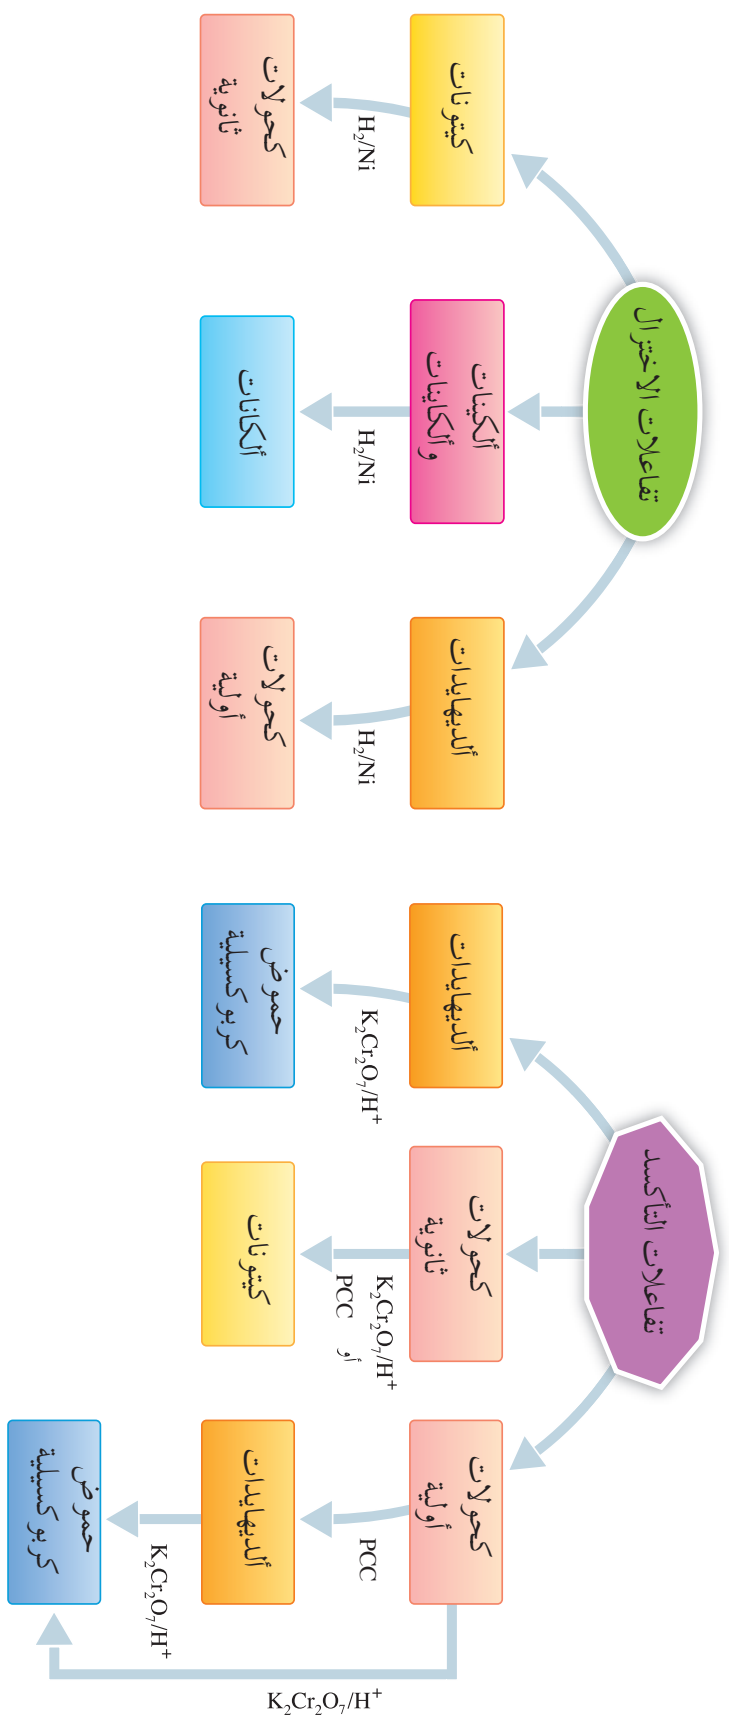 تفاعلات الاختزال
كيتونات
H₂/Ni
كحولات
ثانوية
ألكينات
وألكاينات
H₂/Ni
ألكانات
ألديهايدات
H₂/Ni
كحولات
أولية
تفاعلات التأكسد
ألديهايدات
K₂Cr₂O₇/H⁺
حموض
كربوكسيلية
كحولات
ثانوية
K₂Cr₂O₇/H⁺
PCC أو
كيتونات
كحولات
أولية
PCC
ألديهايدات
K₂Cr₂O₇/H⁺
حموض
كربوكسيلية
K₂Cr₂O₇/H⁺